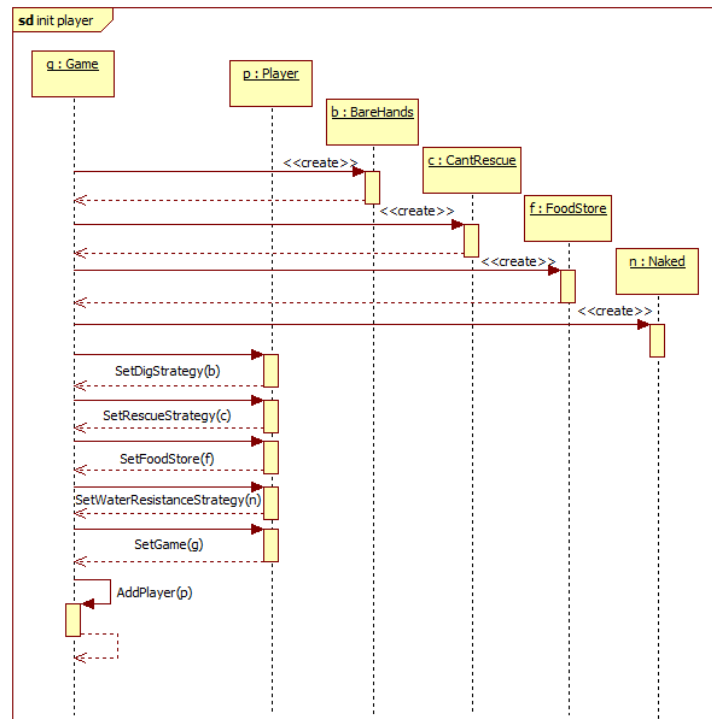 sd init player
g : Game
p : Player
b : BareHands
<<create>>
c : CantRescue
<<create>>
f : FoodStore
<<create>>
n : Naked
<<create>>
SetDigStrategy(b)
SetRescueStrategy(c)
SetFoodStore(f)
SetWaterResistanceStrategy(n)
SetGame(g)
AddPlayer(p)